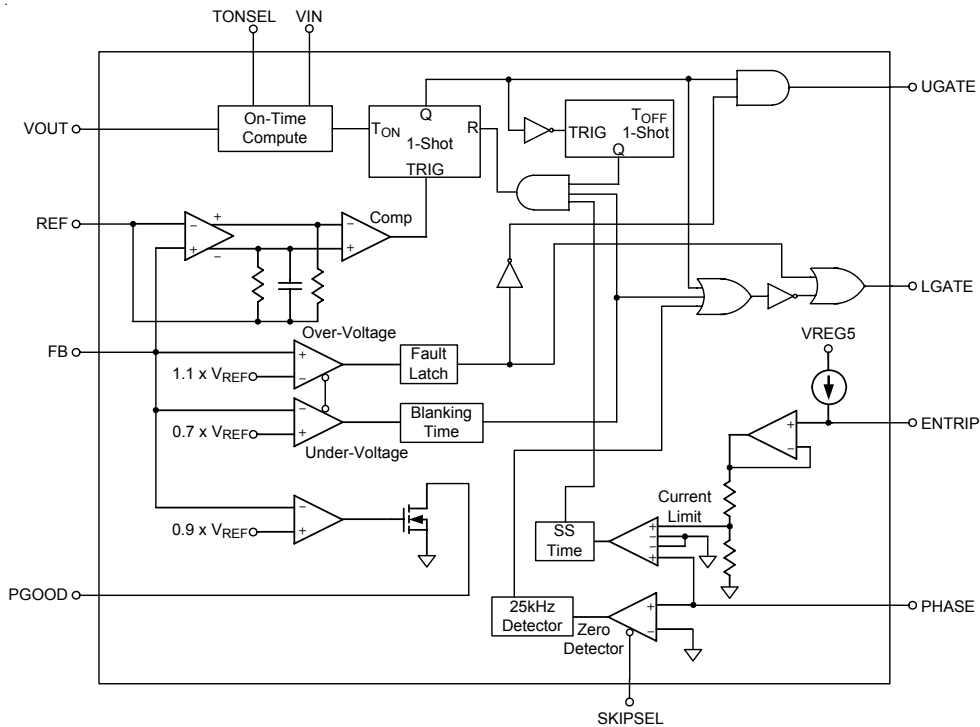 TONSEL VIN
VOUT
On-Time
Compute
TON
Q
1-Shot
R
TRIG
TRIG
TOFF
1-Shot
Q
UGATE
REF
−
+
+
−
−
+
Comp
LGATE
FB
Over-Voltage
+
−
1.1 x VREF
Fault
Latch
−
+
0.7 x VREF
Blanking
Time
Under-Voltage
VREG5
+
−
ENTRIP
−
+
0.9 x VREF
Current
Limit
SS
Time
+
−
−
+
PGOOD
25kHz
Detector
Zero
Detector
+
−
PHASE
SKIPSEL